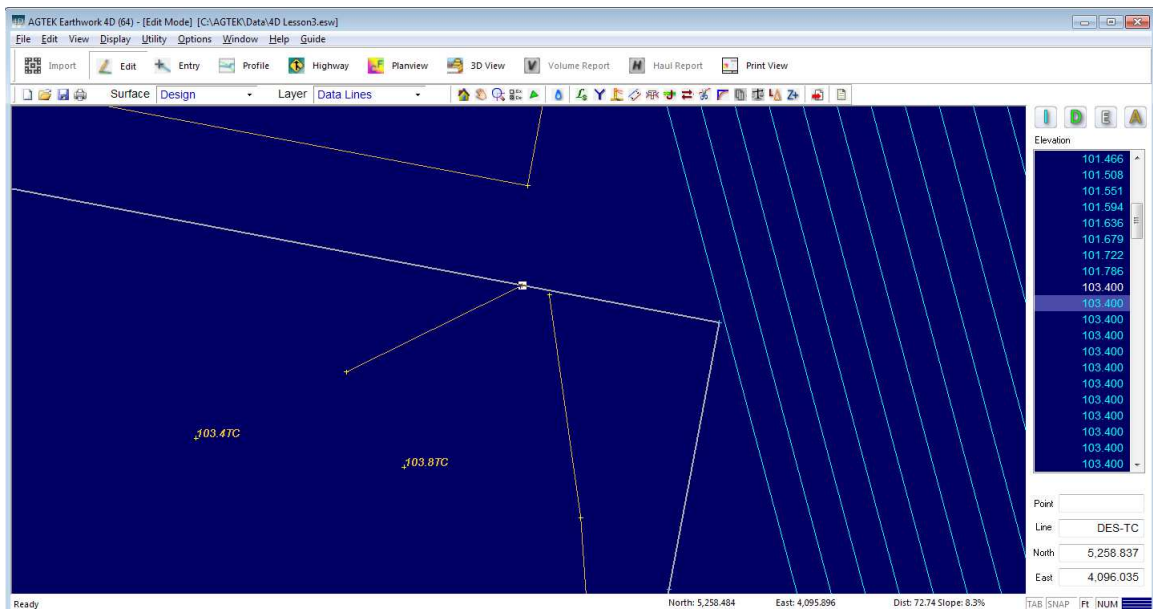 AGTEK Earthwork 4D (64) - [Edit Mode] [C:\AGTEK\Data\4D Lesson3.esw]
File Edit View Display Utility Options Window Help Guide
Import Edit Entry Profile Highway Planview 3D View Volume Report Haul Report Print View
Surface Design Layer Data Lines
I D E A
Elevation
101.466
101.508
101.551
101.594
101.636
101.679
101.722
101.786
103.400
103.400
103.400
103.400
103.400
103.400
103.400
103.400
103.400
103.400
103.400
103.400
103.4TC
103.8TC
Point
Line DES-TC
North 5,258.837
East 4,096.035
Ready North: 5,258.484 East: 4,095.896 Dist: 72.74 Slope: 8.3% TAB SNAP Ft NUM